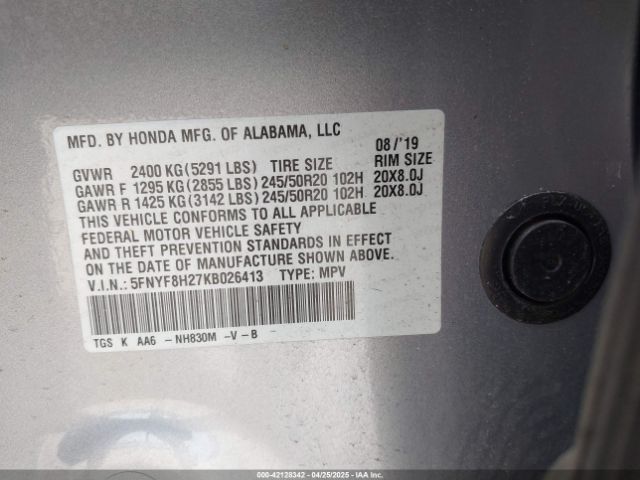 MFD. BY HONDA MFG. OF ALABAMA, LLC 08/'19
GVWR 2400 KG(5291 LBS) TIRE SIZE RIM SIZE
GAWR F 1295 KG(2855 LBS)245/50R20 102H 20X8.0J
GAWR R 1425 KG(3142 LBS)245/50R20 102H 20X8.0J
THIS VEHICLE CONFORMS TO ALL APPLICABLE
FEDERAL MOTOR VEHICLE SAFETY
AND THEFT PREVENTION STANDARDS IN EFFECT
ON THE DATE OF MANUFACTURE SHOWN ABOVE.
V.I.N.: 5FNYF8H27KB026413 TYPE: MPV
TGS K AA6 -NH830M -V-B
000-42128342 - 04/25/2025 - IAAI.COM